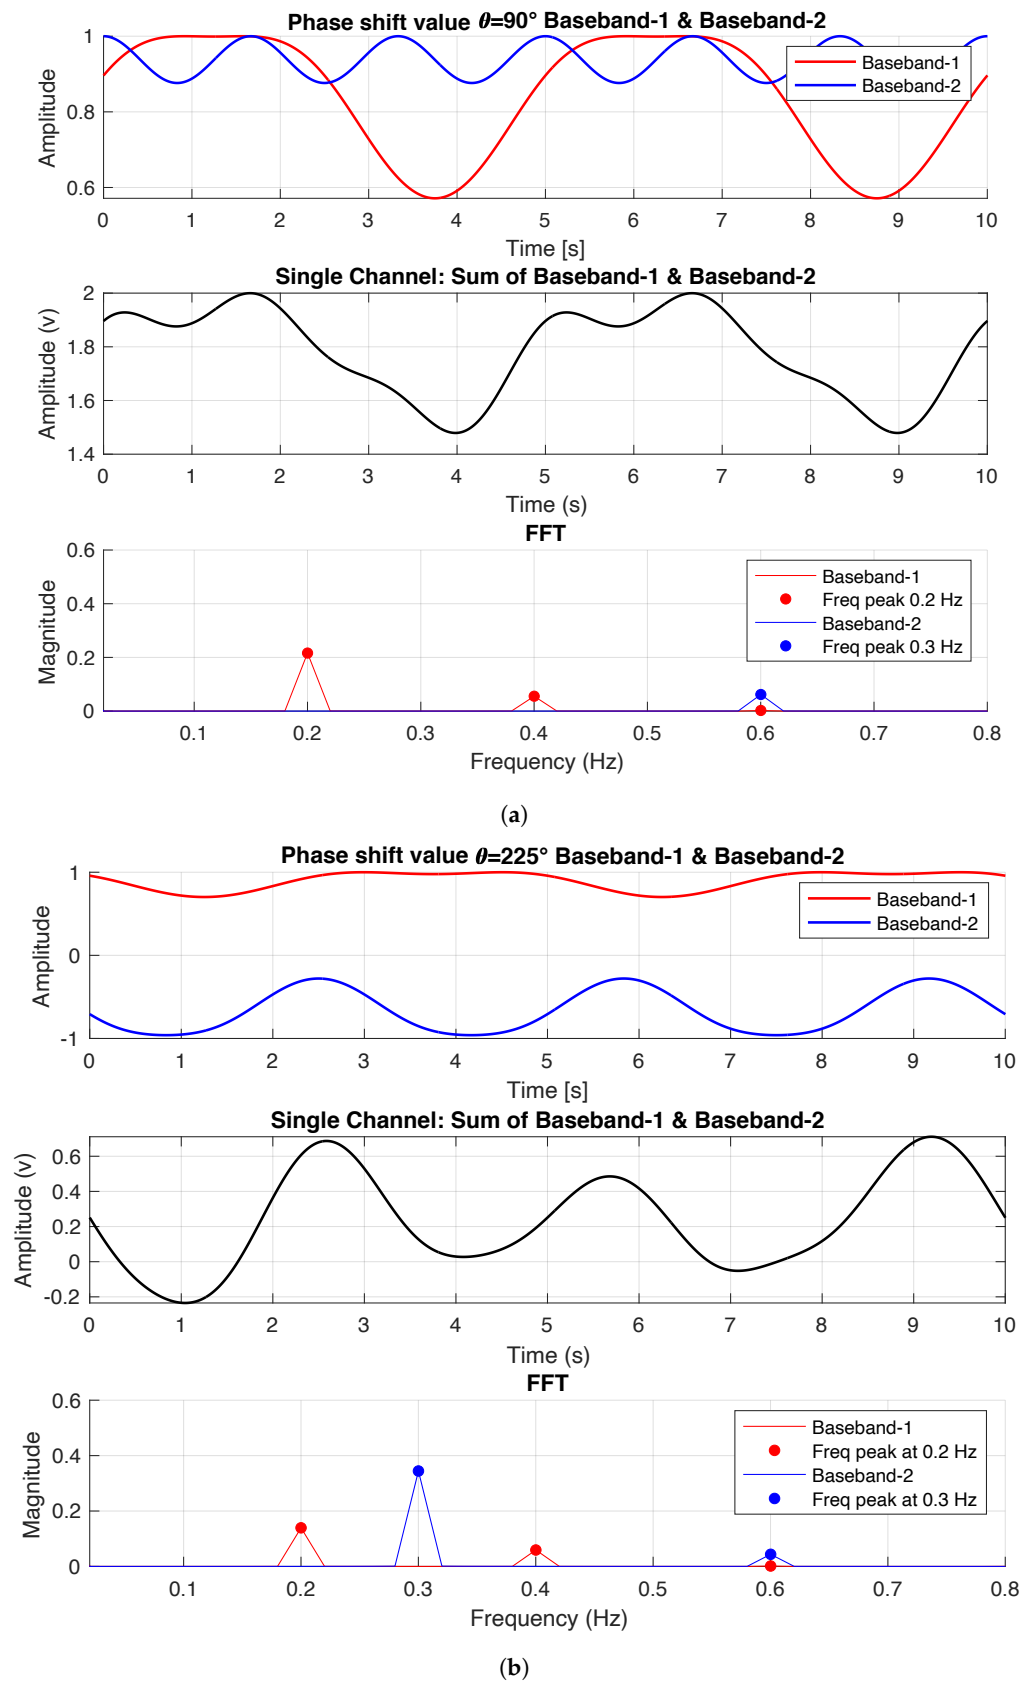 Phase shift value θ=90° Baseband-1 & Baseband-2
Amplitude
1
0.8
0.6
Baseband-1
Baseband-2
0 1 2 3 4 5 6 7 8 9 10
Time [s]
Single Channel: Sum of Baseband-1 & Baseband-2
Amplitude (v)
2
1.8
1.6
1.4
0 1 2 3 4 5 6 7 8 9 10
Time (s)
FFT
Magnitude
0.6
0.4
0.2
0
Baseband-1
Freq peak 0.2 Hz
Baseband-2
Freq peak 0.3 Hz
0.1 0.2 0.3 0.4 0.5 0.6 0.7 0.8
Frequency (Hz)
(a)
Phase shift value θ=225° Baseband-1 & Baseband-2
Amplitude
1
0
-1
Baseband-1
Baseband-2
0 1 2 3 4 5 6 7 8 9 10
Time [s]
Single Channel: Sum of Baseband-1 & Baseband-2
Amplitude (v)
0.6
0.4
0.2
0
-0.2
0 1 2 3 4 5 6 7 8 9 10
Time (s)
FFT
Magnitude
0.6
0.4
0.2
0
Baseband-1
Freq peak at 0.2 Hz
Baseband-2
Freq peak at 0.3 Hz
0.1 0.2 0.3 0.4 0.5 0.6 0.7 0.8
Frequency (Hz)
(b)